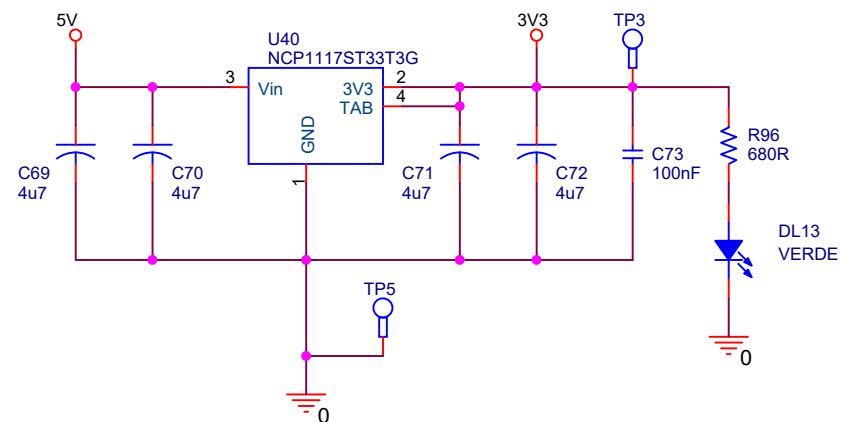 5V
3V3
TP3
U40
NCP1117ST33T3G
3
Vin
3V3
2
TAB
4
GND
1
C69
4u7
C70
4u7
C71
4u7
C72
4u7
C73
100nF
R96
680R
DL13
VERDE
TP5
0
0